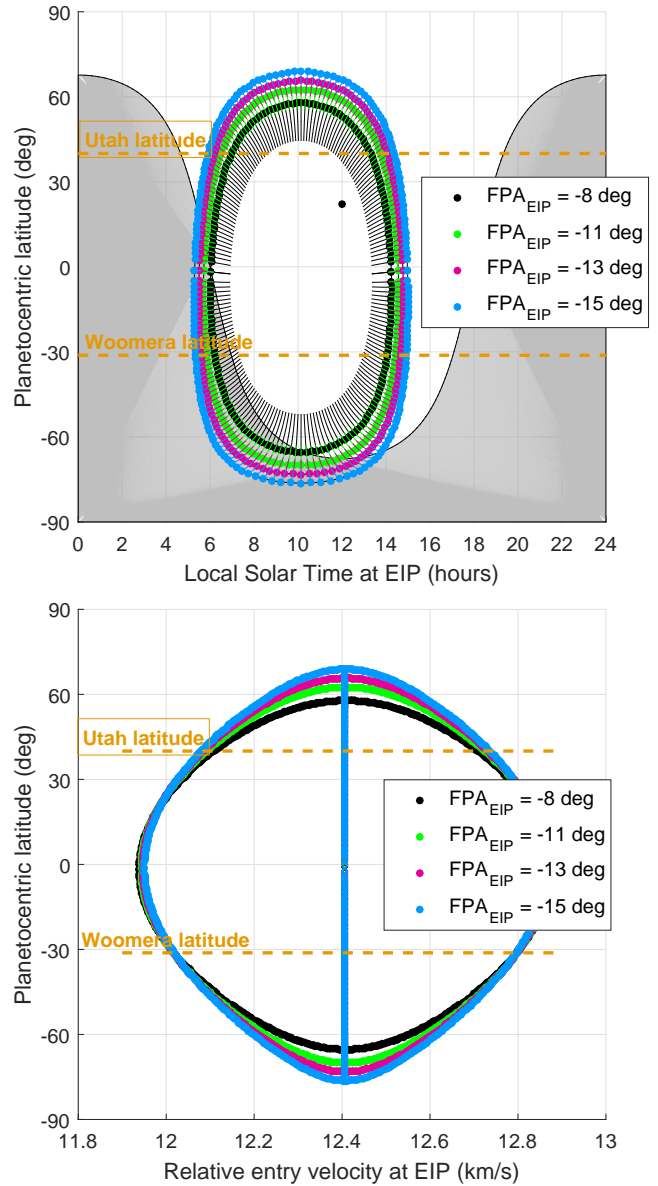 90
60
30
0
-30
-60
-90
Planetocentric latitude (deg)
Utah latitude
Woomera latitude
FPA_EIP = -8 deg
FPA_EIP = -11 deg
FPA_EIP = -13 deg
FPA_EIP = -15 deg
0 2 4 6 8 10 12 14 16 18 20 22 24
Local Solar Time at EIP (hours)
90
60
30
0
-30
-60
-90
Planetocentric latitude (deg)
Utah latitude
Woomera latitude
FPA_EIP = -8 deg
FPA_EIP = -11 deg
FPA_EIP = -13 deg
FPA_EIP = -15 deg
11.8 12 12.2 12.4 12.6 12.8 13
Relative entry velocity at EIP (km/s)